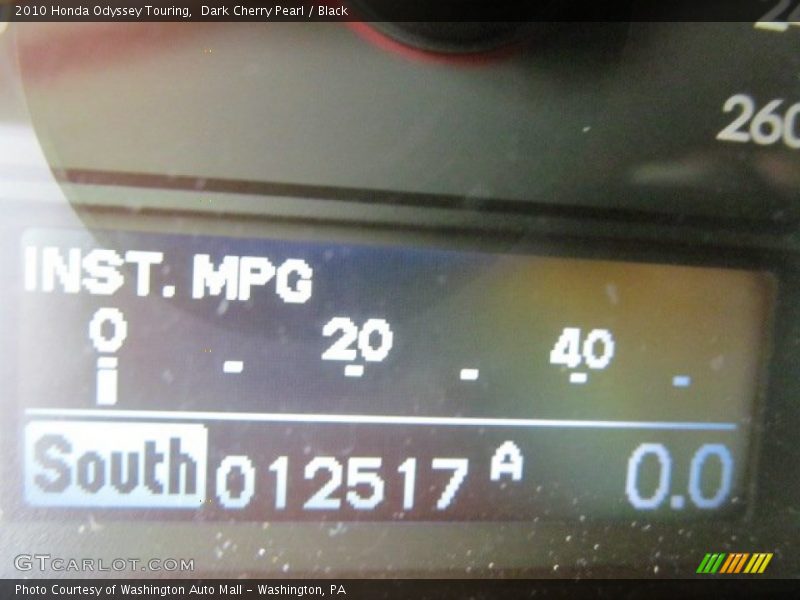 2010 Honda Odyssey Touring,  Dark Cherry Pearl / Black
260
INST. MPG
0 20 40
South 012517 A 0.0
GTCARLOT.COM
Photo Courtesy of Washington Auto Mall - Washington, PA